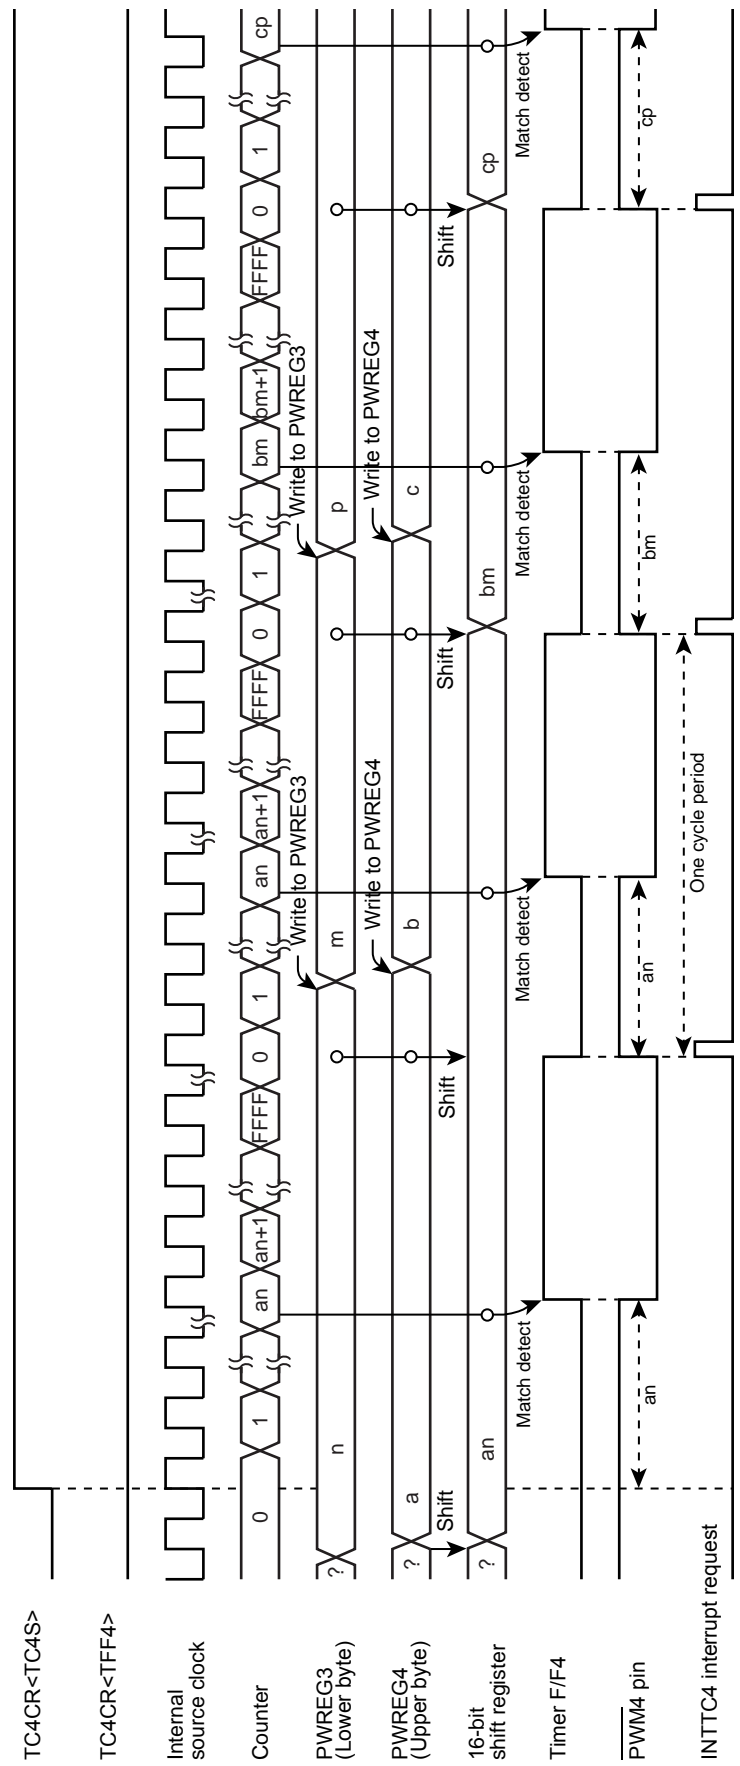 TC4CR<TC4S>
TC4CR<TFF4>
Internal
source clock
Counter 0 1 an an+1 FFFF 0 1 an an+1 FFFF 0 1 bm bm+1 FFFF 0 1 cp
Write to PWREG3 Write to PWREG3
PWREG3
(Lower byte) ? n m p
Write to PWREG4 Write to PWREG4
PWREG4
(Upper byte) ? a b c
Shift Shift Shift Shift
16-bit
shift register ? an bm cp
Match detect Match detect Match detect Match detect
Timer F/F4
PWM4 pin an an bm cp
One cycle period
INTTC4 interrupt request